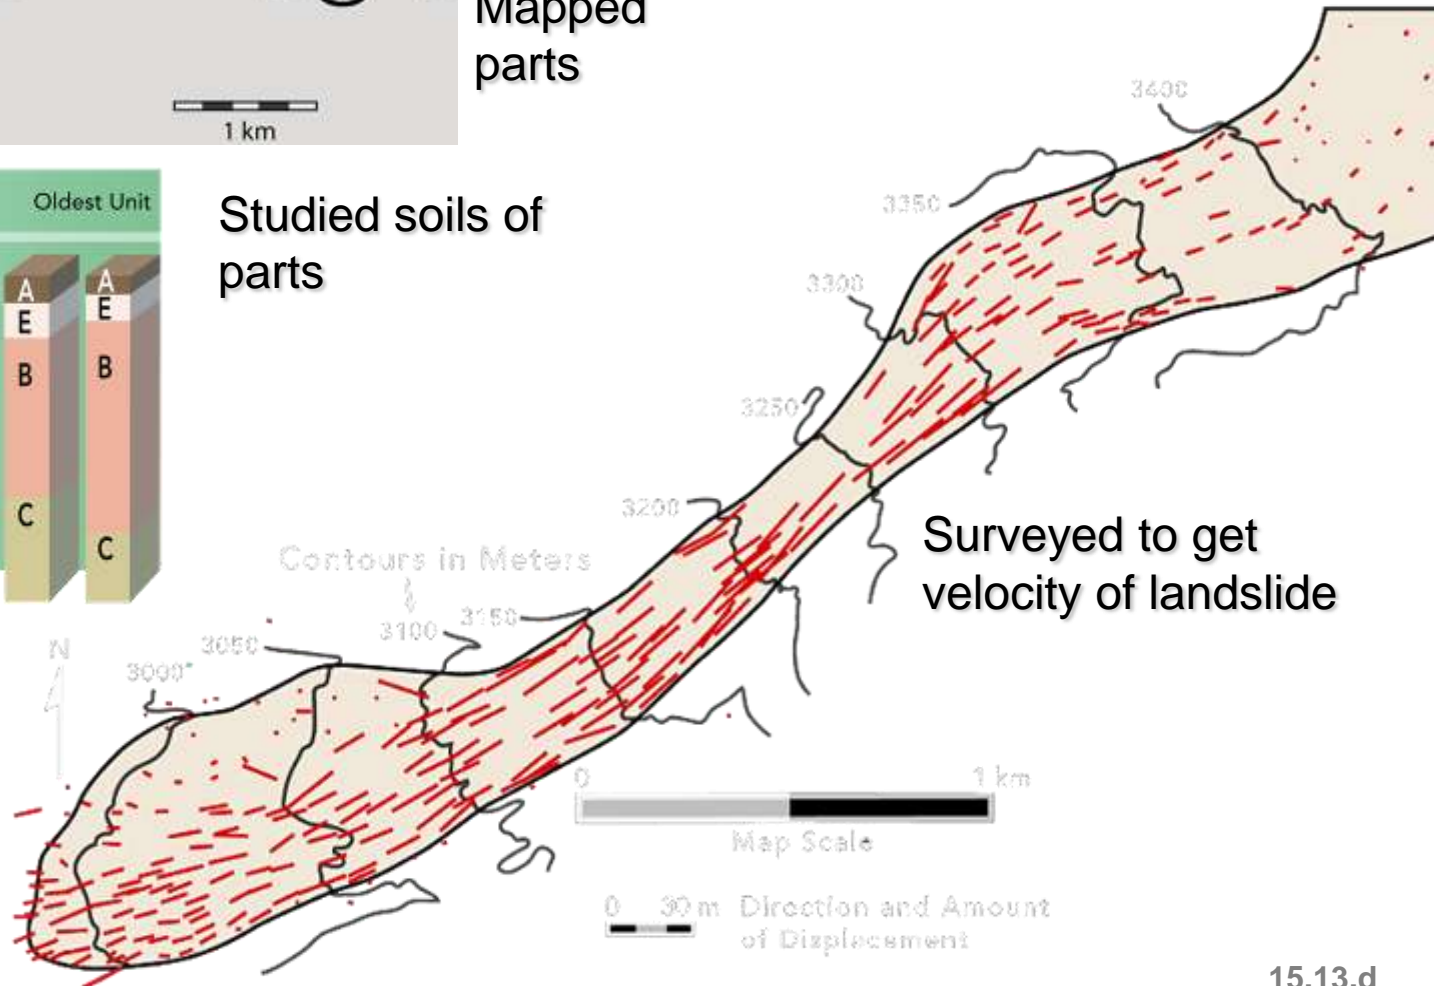 Mapped
parts
1 km
Oldest Unit
Studied soils of
parts
A
E
B
C
A
E
B
C
3400
3350
3300
3250
3200
Surveyed to get
velocity of landslide
Contours in Meters
3150
3100
3050
3000
N
0 1 km
Map Scale
0 30 m Direction and Amount
of Displacement
15.13.d